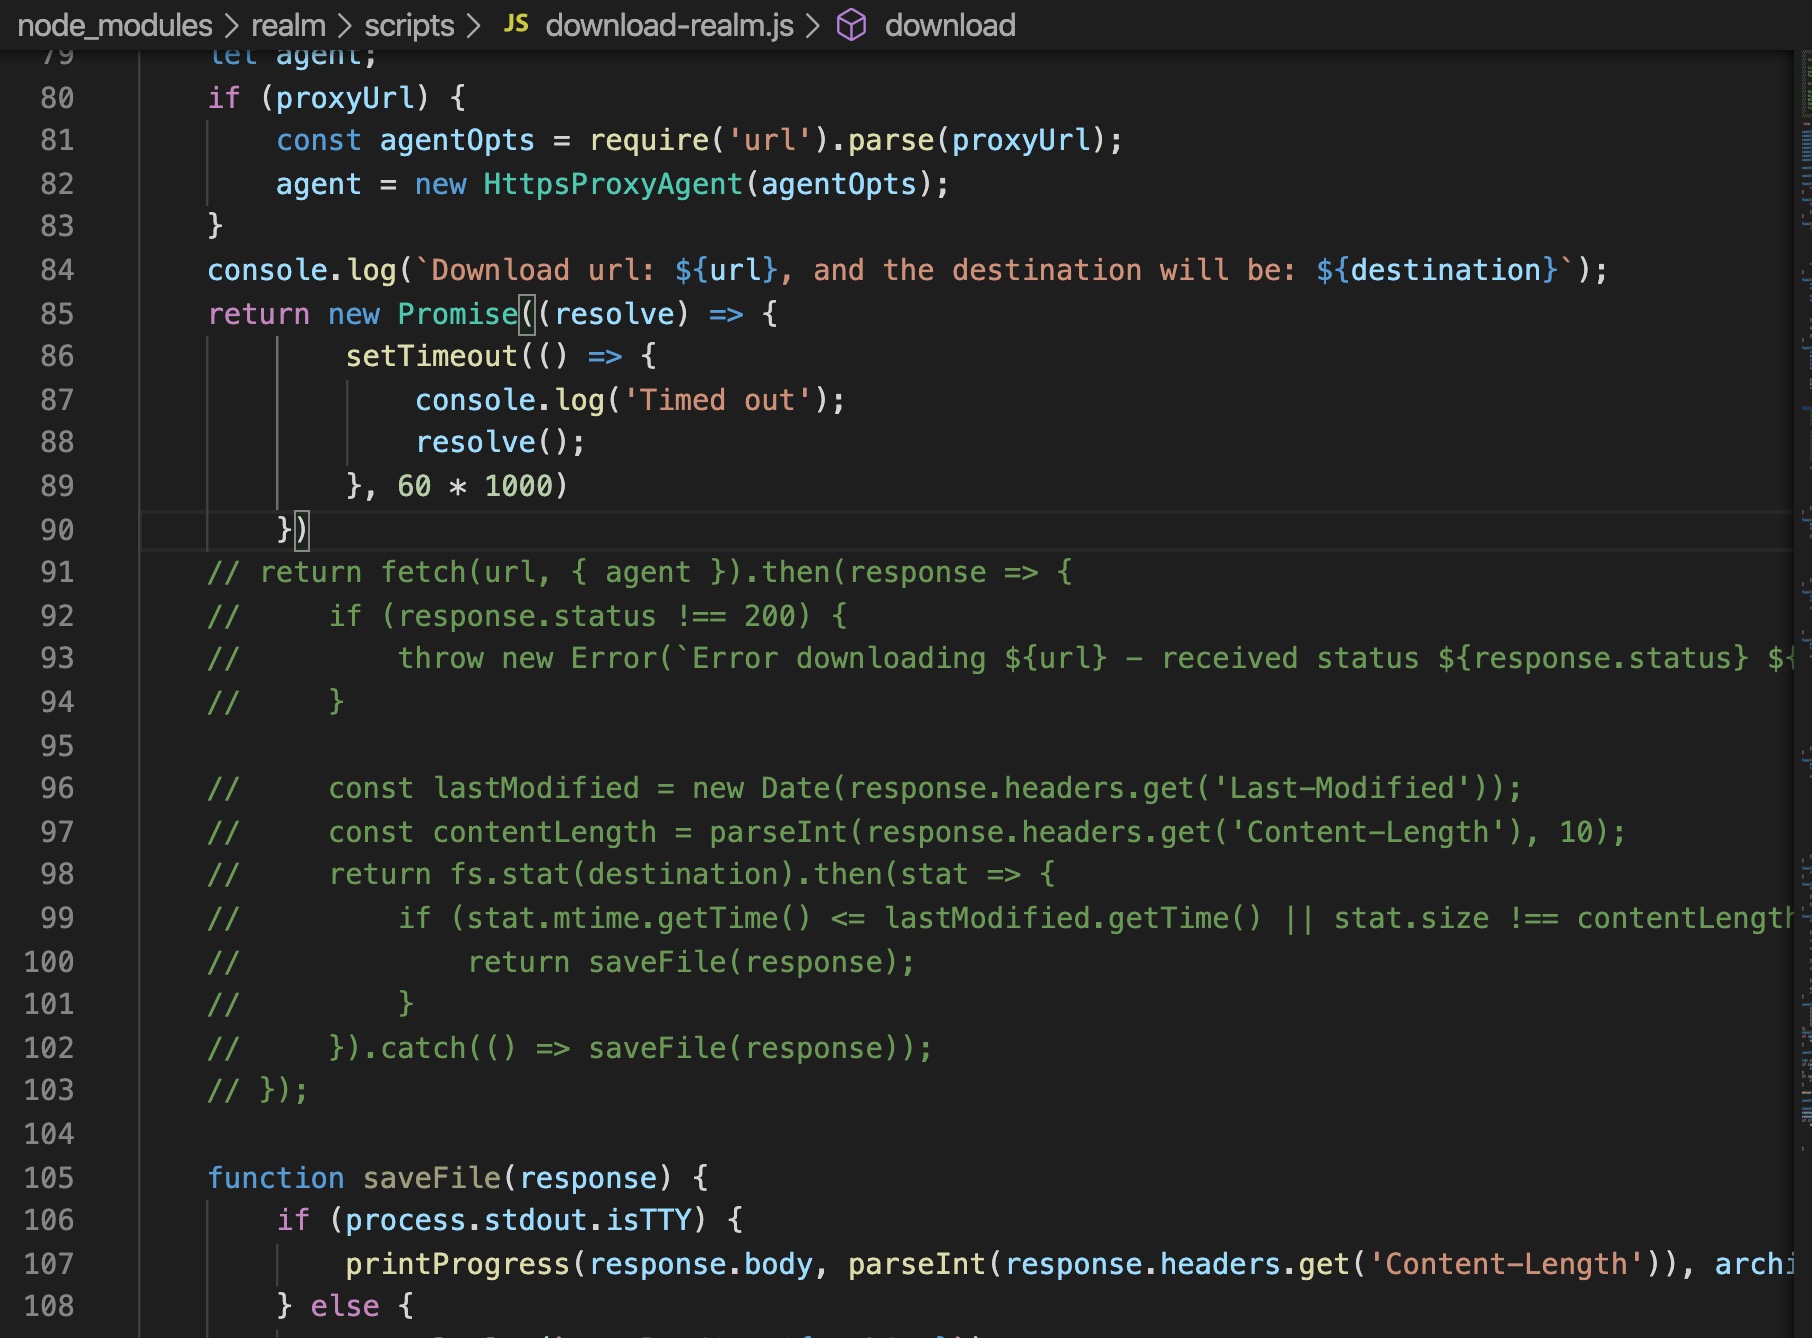 node_modules > realm > scripts > JS download-realm.js > download
79 let agent;
80 if (proxyUrl) {
81 const agentOpts = require('url').parse(proxyUrl);
82 agent = new HttpsProxyAgent(agentOpts);
83 }
84 console.log(`Download url: ${url}, and the destination will be: ${destination}`);
85 return new Promise((resolve) => {
86 setTimeout(() => {
87 console.log('Timed out');
88 resolve();
89 }, 60 * 1000)
90 })
91 // return fetch(url, { agent }).then(response => {
92 // if (response.status !== 200) {
93 // throw new Error(`Error downloading ${url} – received status ${response.status} ${
94 // }
95
96 // const lastModified = new Date(response.headers.get('Last-Modified'));
97 // const contentLength = parseInt(response.headers.get('Content-Length'), 10);
98 // return fs.stat(destination).then(stat => {
99 // if (stat.mtime.getTime() <= lastModified.getTime() || stat.size !== contentLength
100 // return saveFile(response);
101 // }
102 // }).catch(() => saveFile(response));
103 // });
104
105 function saveFile(response) {
106 if (process.stdout.isTTY) {
107 printProgress(response.body, parseInt(response.headers.get('Content-Length')), archi
108 } else {